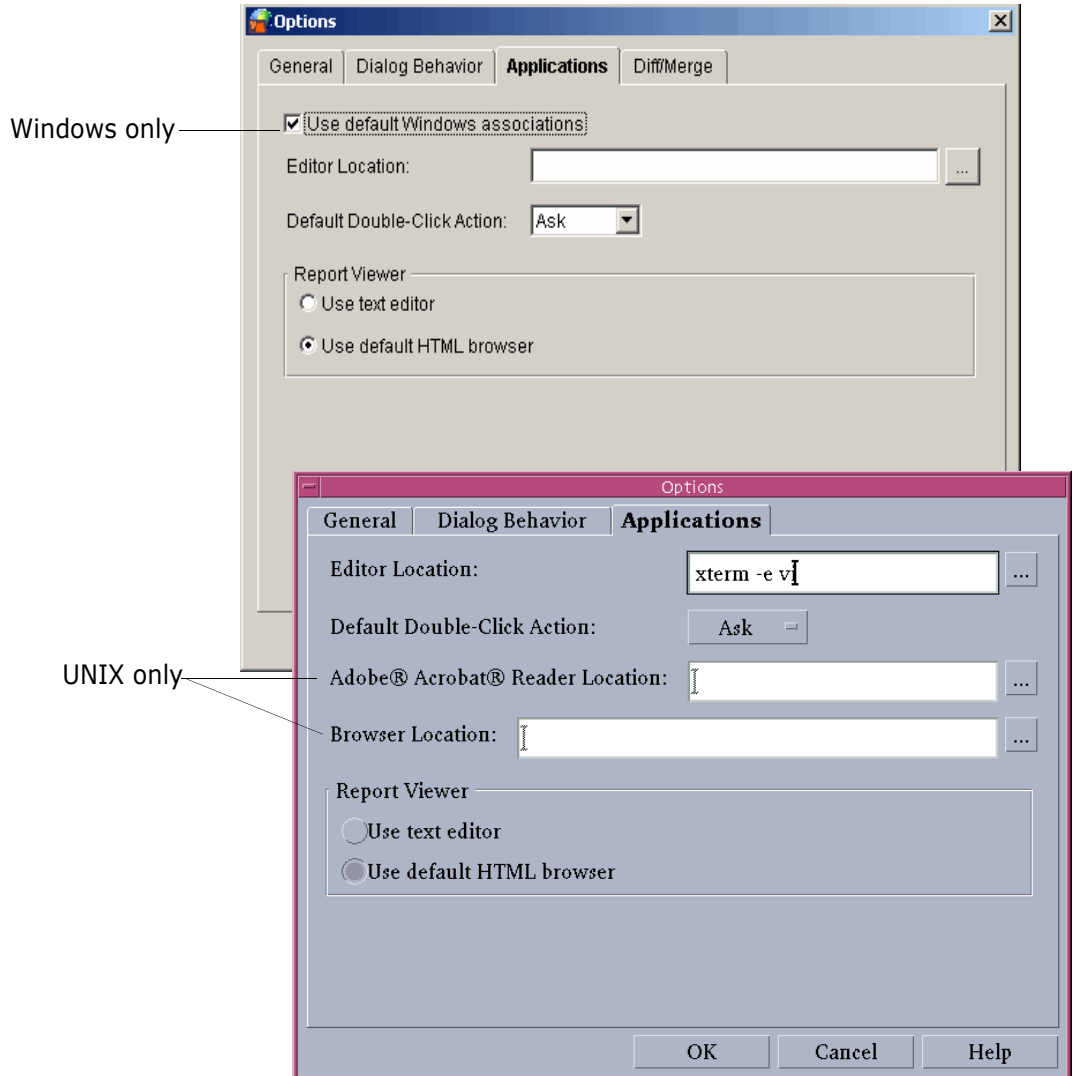 Options
General Dialog Behavior Applications Diff/Merge
Windows only
Use default Windows associations
Editor Location: ...
Default Double-Click Action: Ask
Report Viewer
Use text editor
Use default HTML browser
Options
General Dialog Behavior Applications
Editor Location: xterm -e vi ...
Default Double-Click Action: Ask
UNIX only
Adobe® Acrobat® Reader Location: ...
Browser Location: ...
Report Viewer
Use text editor
Use default HTML browser
OK Cancel Help